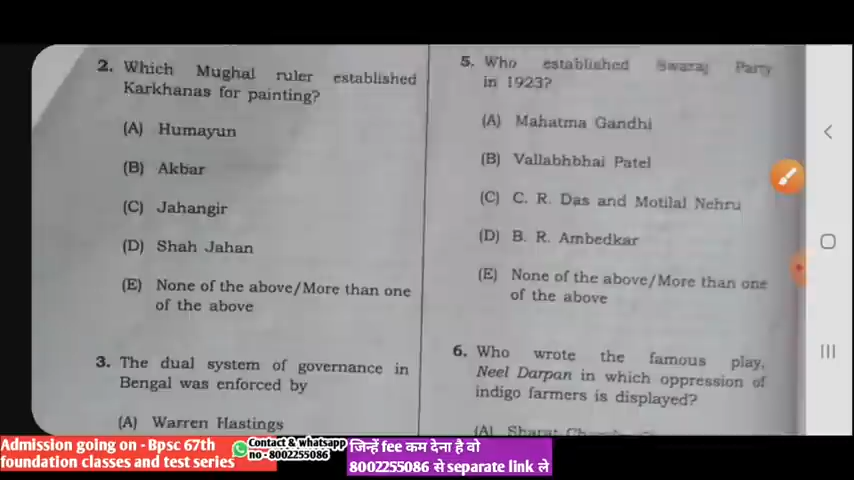 2. Which Mughal ruler established
Karkhanas for painting?
(A) Humayun
(B) Akbar
(C) Jahangir
(D) Shah Jahan
(E) None of the above/More than one
of the above
3. The dual system of governance in
Bengal was enforced by
(A) Warren Hastings
5. Who established Swaraj Party
in 1923?
(A) Mahatma Gandhi
(B) Vallabhbhai Patel
(C) C. R. Das and Motilal Nehru
(D) B. R. Ambedkar
(E) None of the above/More than one
of the above
6. Who wrote the famous play,
Neel Darpan in which oppression of
indigo farmers is displayed?
(A) Sharat
Admission going on - Bpsc 67th
foundation classes and test series
Contact & whatsapp
no - 8002255086
जिन्हें fee कम देना है वो
8002255086 से separate link ले